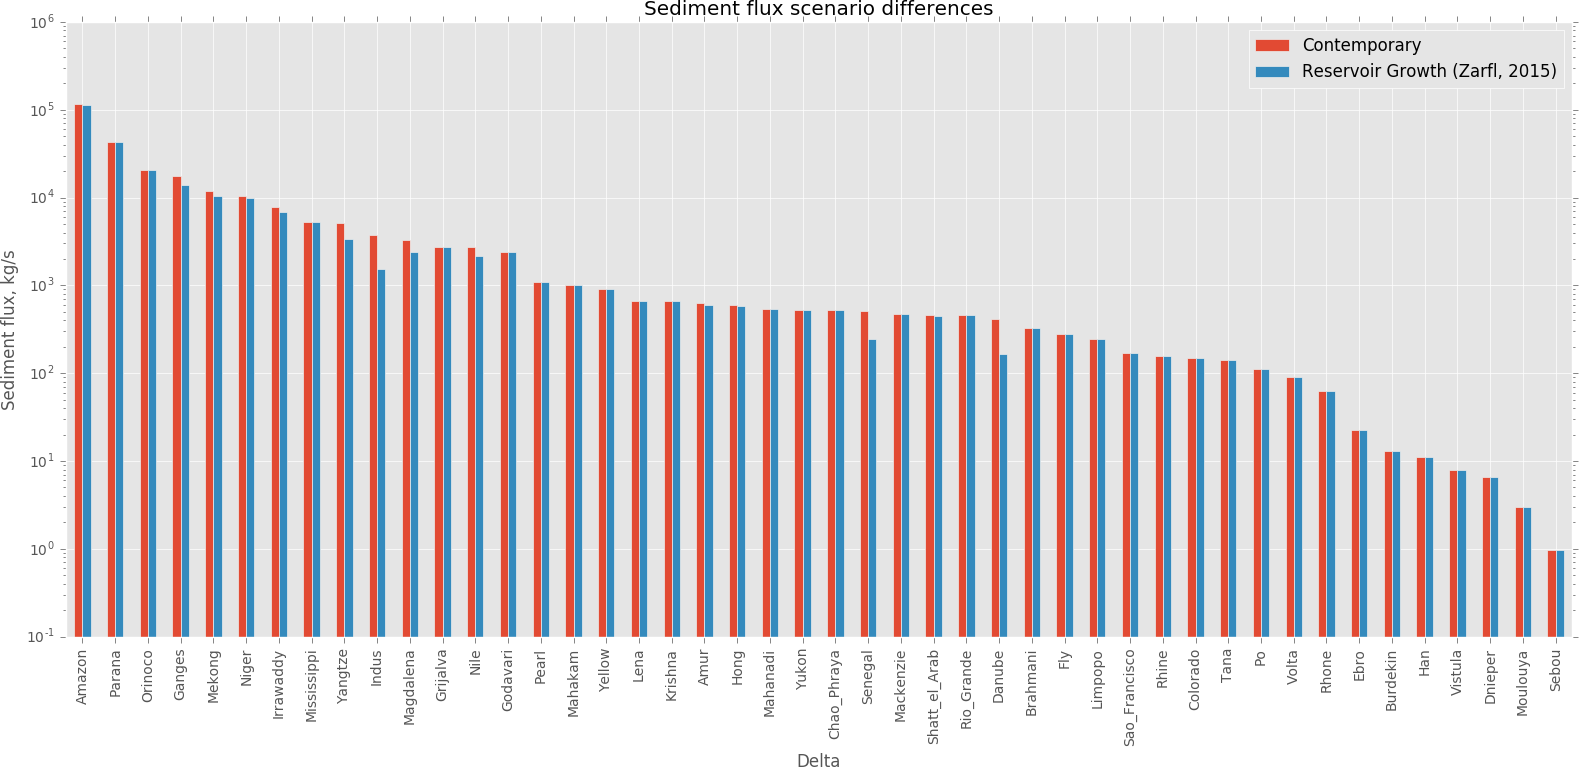 Sediment flux scenario differences
Contemporary
Reservoir Growth (Zarfl, 2015)
Sediment flux, kg/s
10^6
10^5
10^4
10^3
10^2
10^1
10^0
10^-1
Amazon
Parana
Orinoco
Ganges
Mekong
Niger
Irrawaddy
Mississippi
Yangtze
Indus
Magdalena
Grijalva
Nile
Godavari
Pearl
Mahakam
Yellow
Lena
Krishna
Amur
Hong
Mahanadi
Yukon
Chao_Phraya
Senegal
Mackenzie
Shatt_el_Arab
Rio_Grande
Danube
Brahmani
Fly
Limpopo
Sao_Francisco
Rhine
Colorado
Tana
Po
Volta
Rhone
Ebro
Burdekin
Han
Vistula
Dnieper
Moulouya
Sebou
Delta